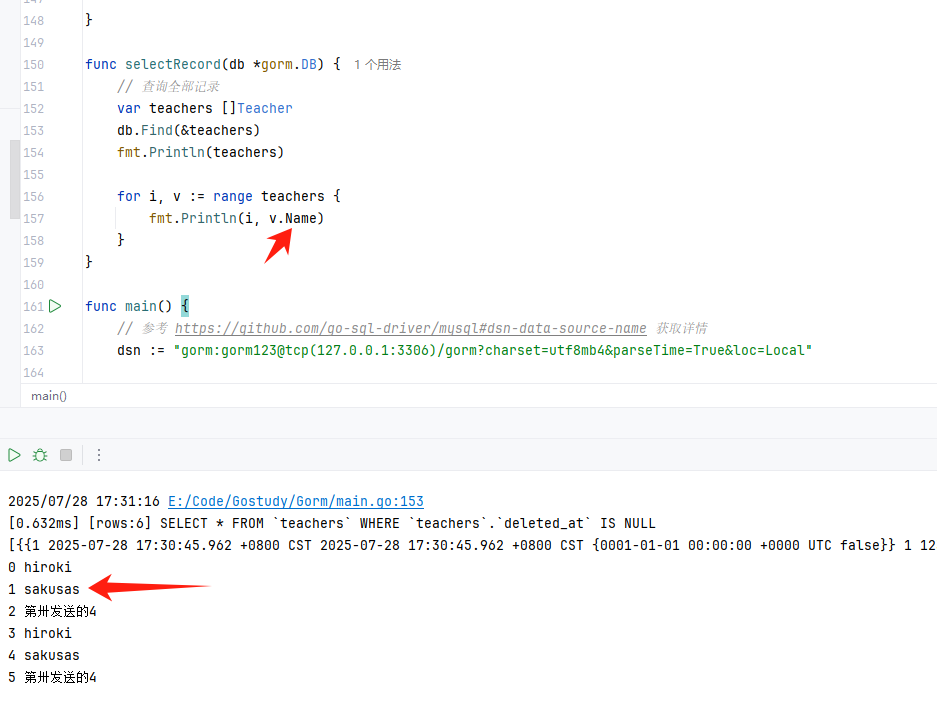 148 }
149
150 func selectRecord(db *gorm.DB) { 1 个用法
151 // 查询全部记录
152 var teachers []Teacher
153 db.Find(&teachers)
154 fmt.Println(teachers)
155
156 for i, v := range teachers {
157 fmt.Println(i, v.Name)
158 }
159 }
160
161 func main() {
162 // 参考 https://github.com/go-sql-driver/mysql#dsn-data-source-name 获取详情
163 dsn := "gorm:gorm123@tcp(127.0.0.1:3306)/gorm?charset=utf8mb4&parseTime=True&loc=Local"
164
main()
2025/07/28 17:31:16 E:/Code/Gostudy/Gorm/main.go:153
[0.632ms] [rows:6] SELECT * FROM `teachers` WHERE `teachers`.`deleted_at` IS NULL
[{{1 2025-07-28 17:30:45.962 +0800 CST 2025-07-28 17:30:45.962 +0800 CST {0001-01-01 00:00:00 +0000 UTC false}} 1 12
0 hiroki
1 sakusas
2 第卅发送的4
3 hiroki
4 sakusas
5 第卅发送的4